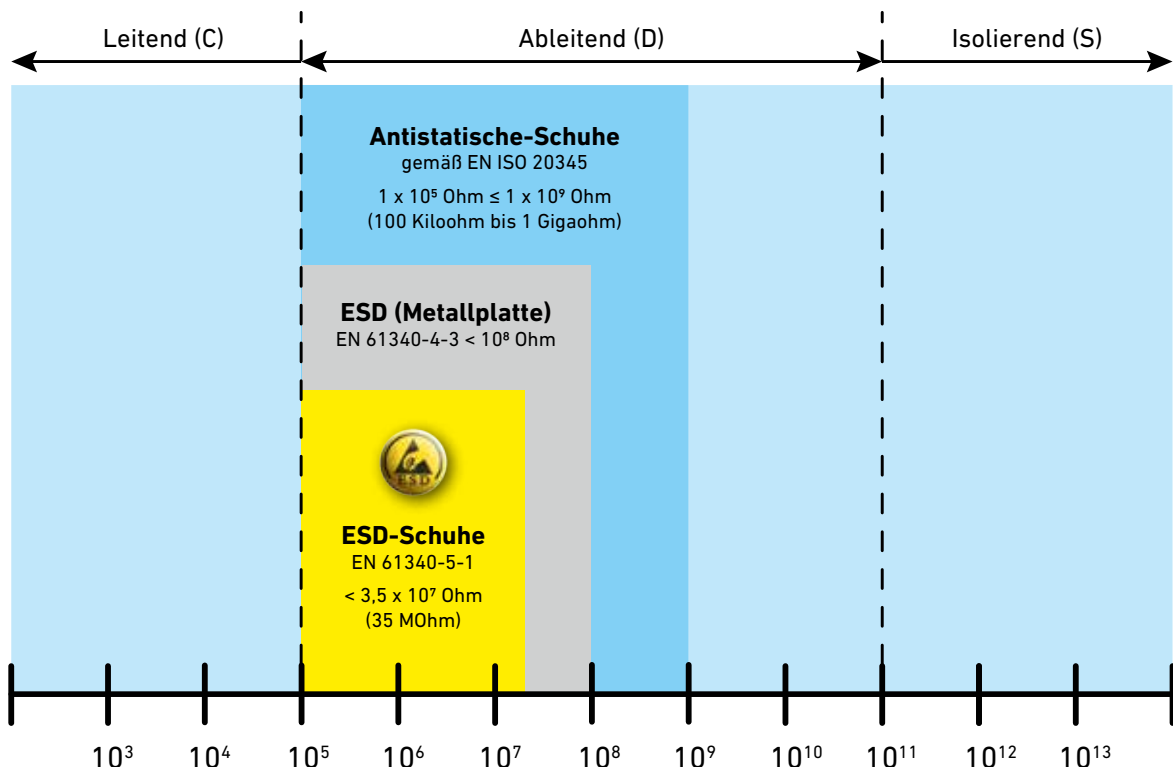 Leitend (C)
Ableitend (D)
Isolierend (S)
Antistatische-Schuhe
gemäß EN ISO 20345
1 x 10⁵ Ohm ≤ 1 x 10⁹ Ohm
(100 Kiloohm bis 1 Gigaohm)
ESD (Metallplatte)
EN 61340-4-3 < 10⁸ Ohm
ESD
ESD-Schuhe
EN 61340-5-1
< 3,5 x 10⁷ Ohm
(35 MOhm)
10³ 10⁴ 10⁵ 10⁶ 10⁷ 10⁸ 10⁹ 10¹⁰ 10¹¹ 10¹² 10¹³